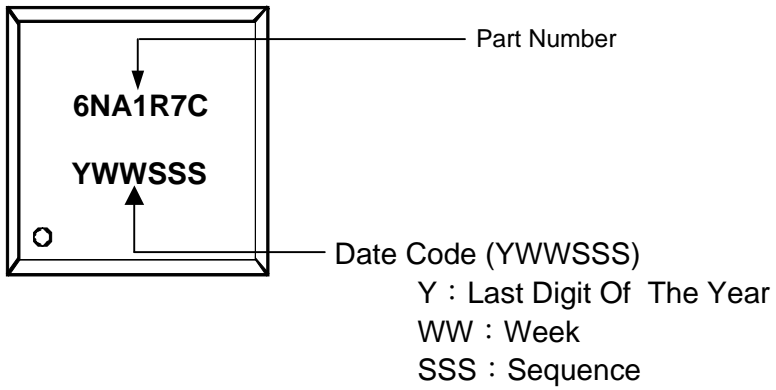 Part Number
6NA1R7C
YWWSSS
Date Code (YWWSSS)
Y：Last Digit Of The Year
WW：Week
SSS：Sequence